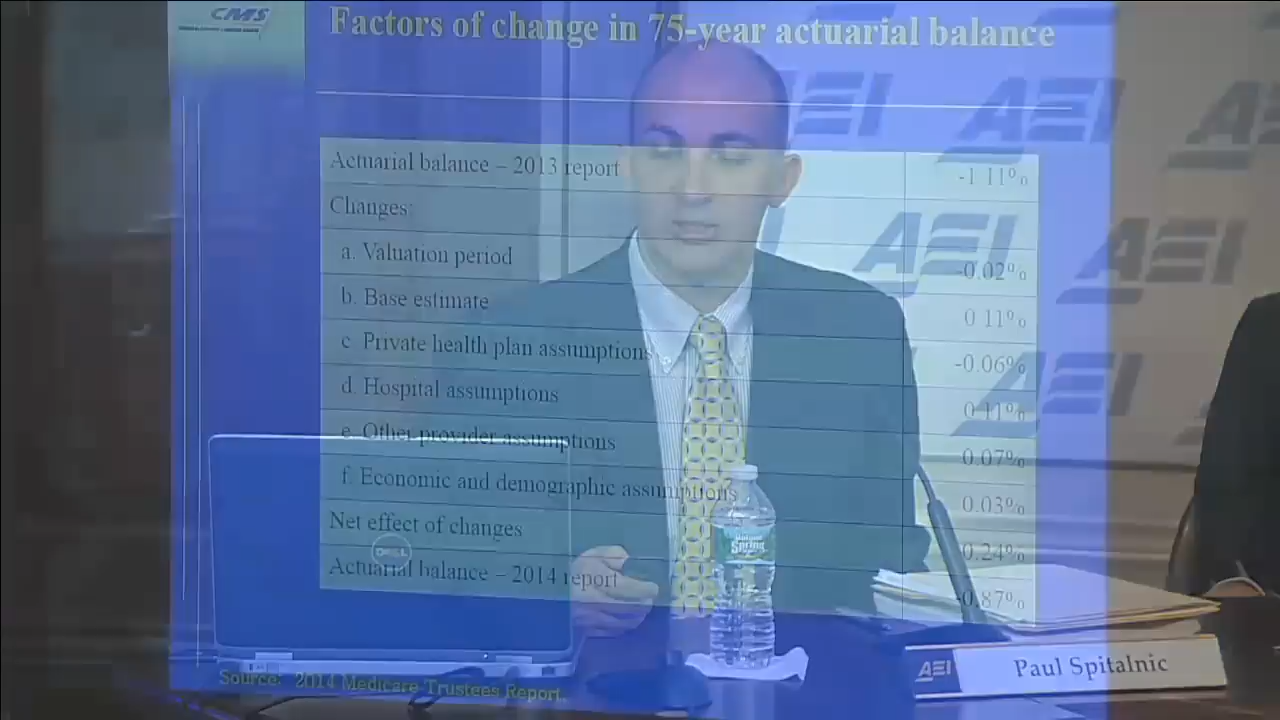 CMS
Factors of change in 75-year actuarial balance
AEI AEI AEI
AEI AEI
AEI
Actuarial balance – 2013 report -1.11%
Changes:
a. Valuation period -0.02%
b. Base estimate 0.11%
c. Private health plan assumptions -0.06%
d. Hospital assumptions 0.11%
e. Other provider assumptions 0.07%
f. Economic and demographic assumptions 0.03%
Net effect of changes 0.24%
Actuarial balance – 2014 report -0.87%
DELL
Spring
AEI Paul Spitalnic
Source: 2014 Medicare Trustees Report.